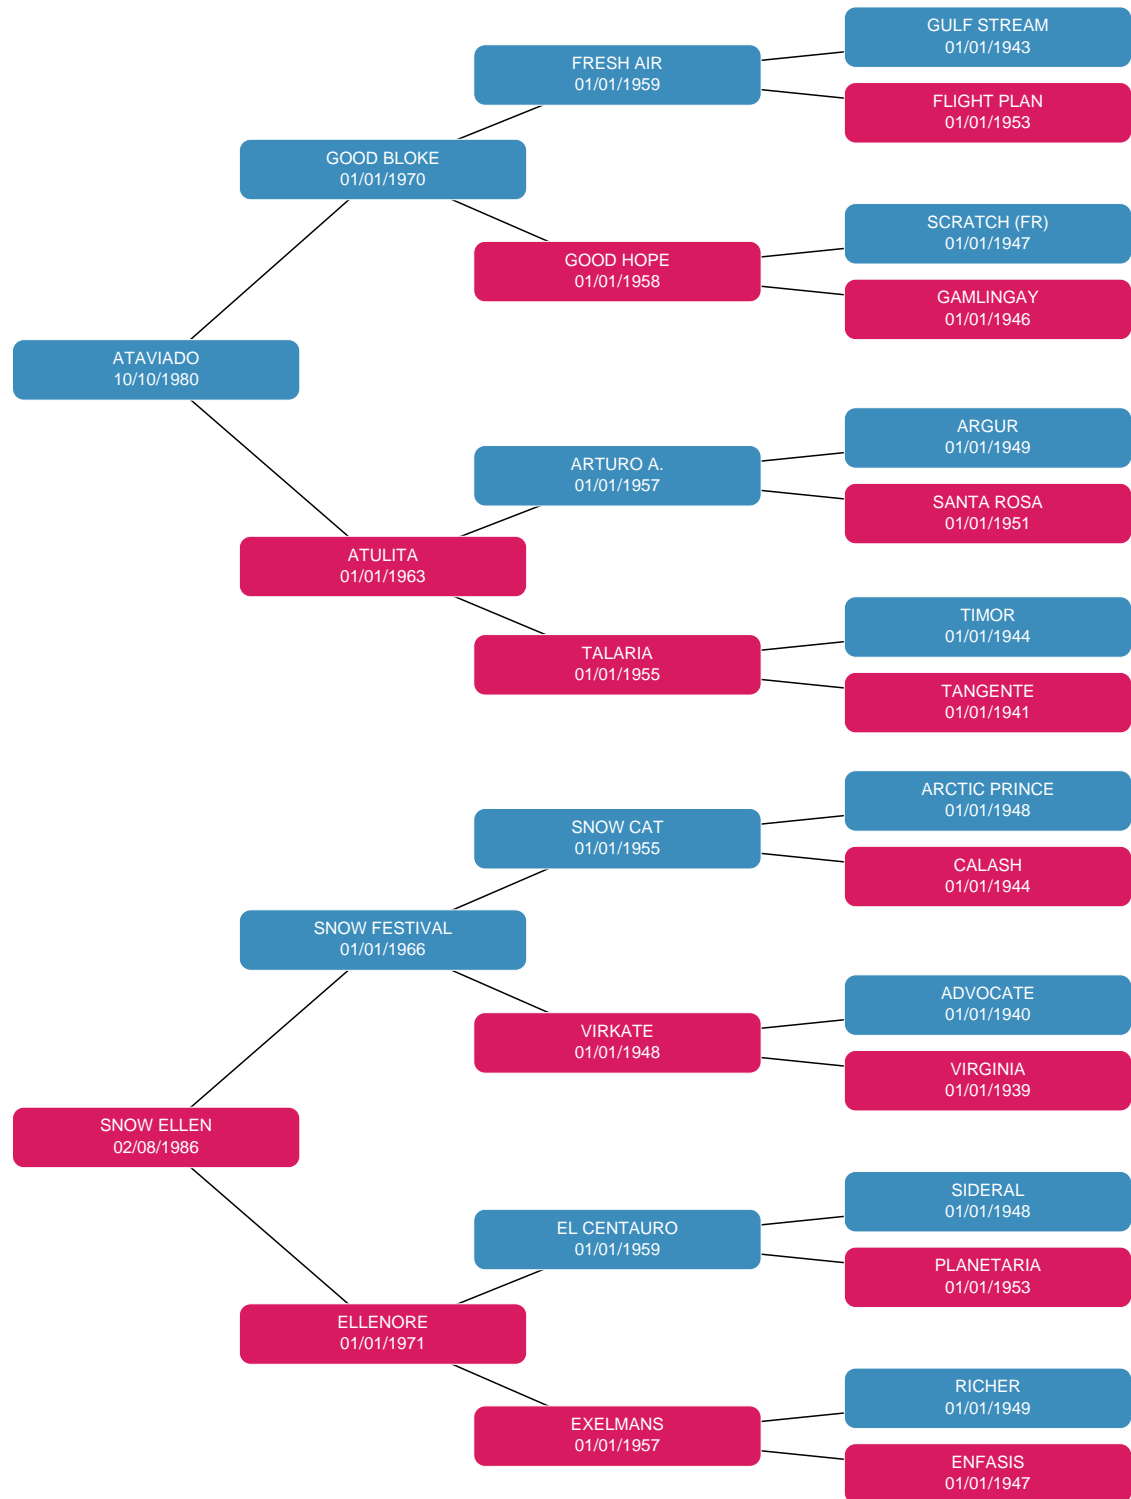 GULF STREAM
01/01/1943
FRESH AIR
01/01/1959
FLIGHT PLAN
01/01/1953
GOOD BLOKE
01/01/1970
SCRATCH (FR)
01/01/1947
GOOD HOPE
01/01/1958
GAMLINGAY
01/01/1946
ATAVIADO
10/10/1980
ARGUR
01/01/1949
ARTURO A.
01/01/1957
SANTA ROSA
01/01/1951
ATULITA
01/01/1963
TIMOR
01/01/1944
TALARIA
01/01/1955
TANGENTE
01/01/1941
ARCTIC PRINCE
01/01/1948
SNOW CAT
01/01/1955
CALASH
01/01/1944
SNOW FESTIVAL
01/01/1966
ADVOCATE
01/01/1940
VIRKATE
01/01/1948
VIRGINIA
01/01/1939
SNOW ELLEN
02/08/1986
SIDERAL
01/01/1948
EL CENTAURO
01/01/1959
PLANETARIA
01/01/1953
ELLENORE
01/01/1971
RICHER
01/01/1949
EXELMANS
01/01/1957
ENFASIS
01/01/1947